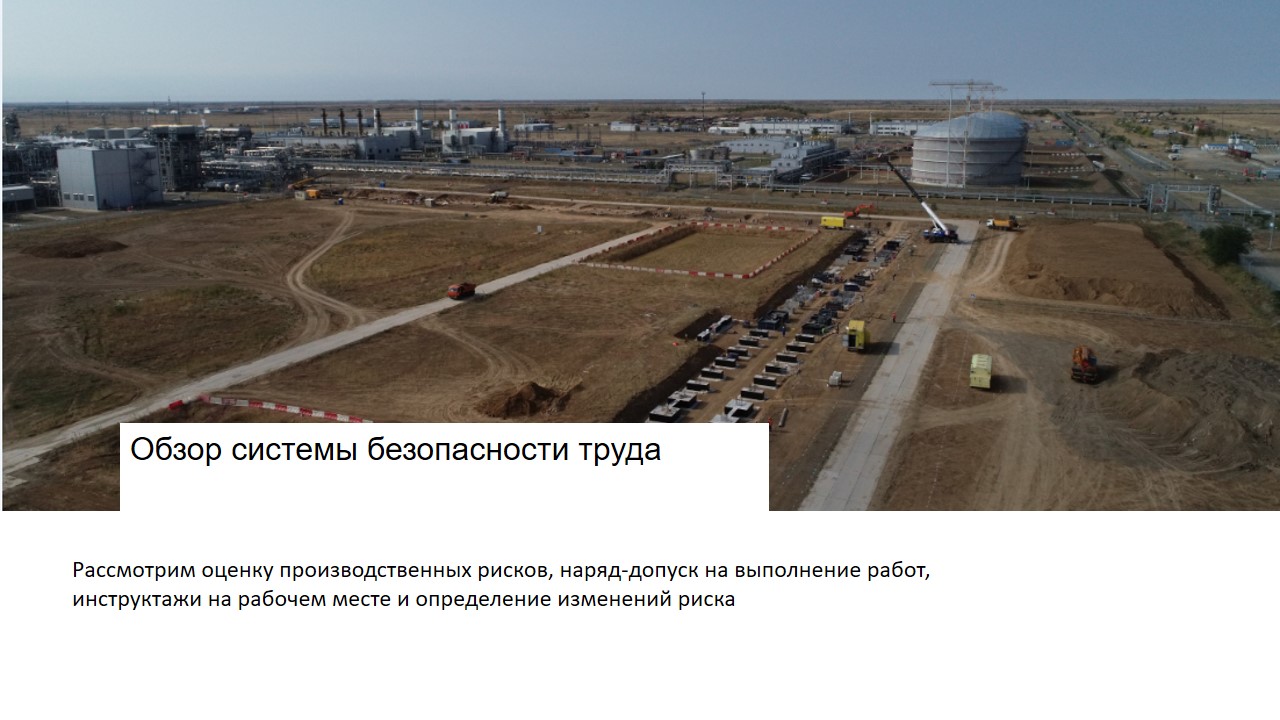 Обзор системы безопасности труда
Рассмотрим оценку производственных рисков, наряд-допуск на выполнение работ,
инструктажи на рабочем месте и определение изменений риска